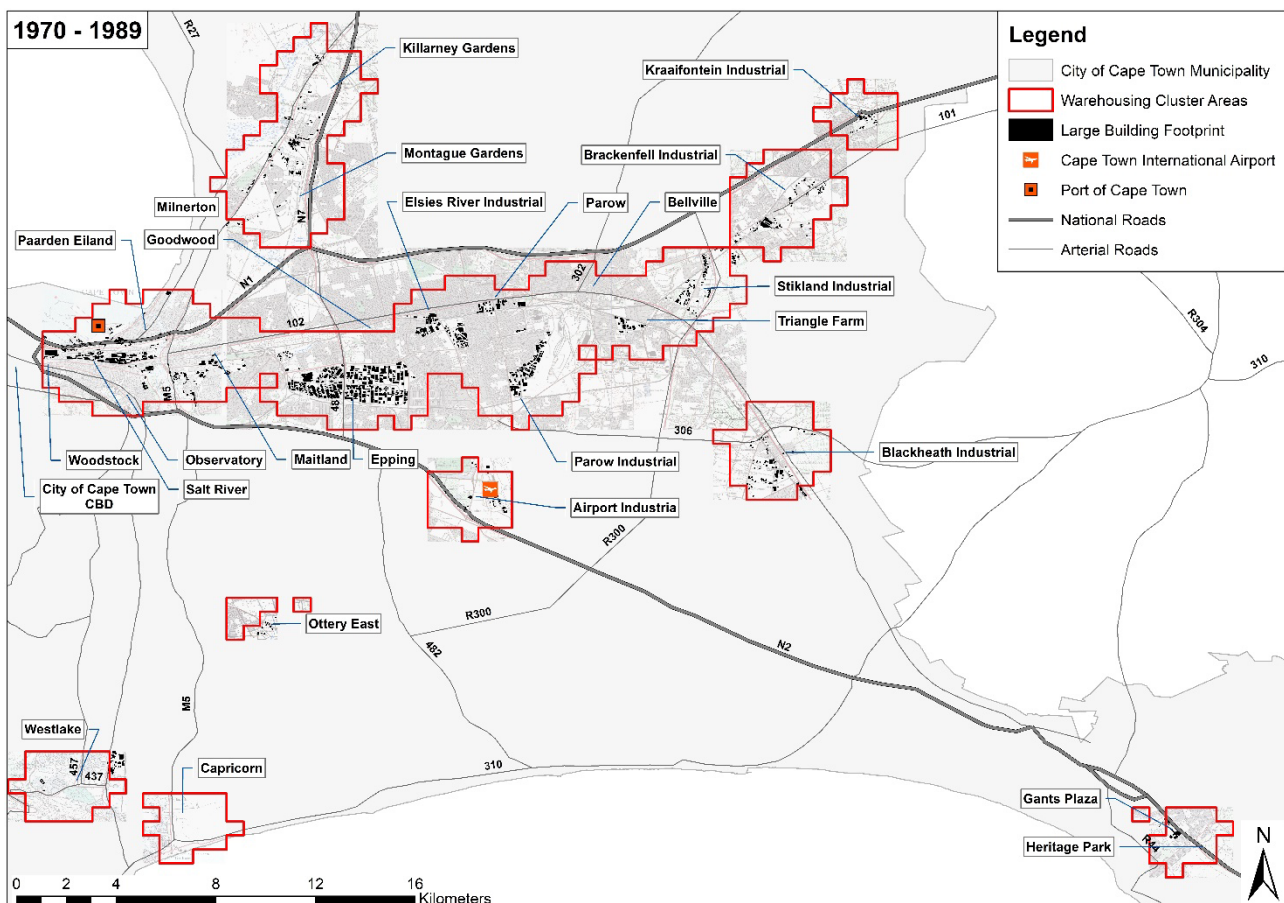 1970 - 1989
R27
Killarney Gardens
Kraaifontein Industrial
101
Montague Gardens
Brackenfell Industrial
Milnerton
N7
Elsies River Industrial
Parow
Bellville
Paarden Eiland
Goodwood
N1
302
Stikland Industrial
102
Triangle Farm
M5
48
306
Woodstock
Observatory
Maitland
Epping
Parow Industrial
Blackheath Industrial
City of Cape Town
CBD
Salt River
Airport Industria
R300
R300
Ottery East
482
N2
M5
Westlake
457
437
Capricorn
310
Gants Plaza
R44
Heritage Park
R304
310
Legend
City of Cape Town Municipality
Warehousing Cluster Areas
Large Building Footprint
Cape Town International Airport
Port of Cape Town
National Roads
Arterial Roads
N
0 2 4 8 12 16
Kilometers